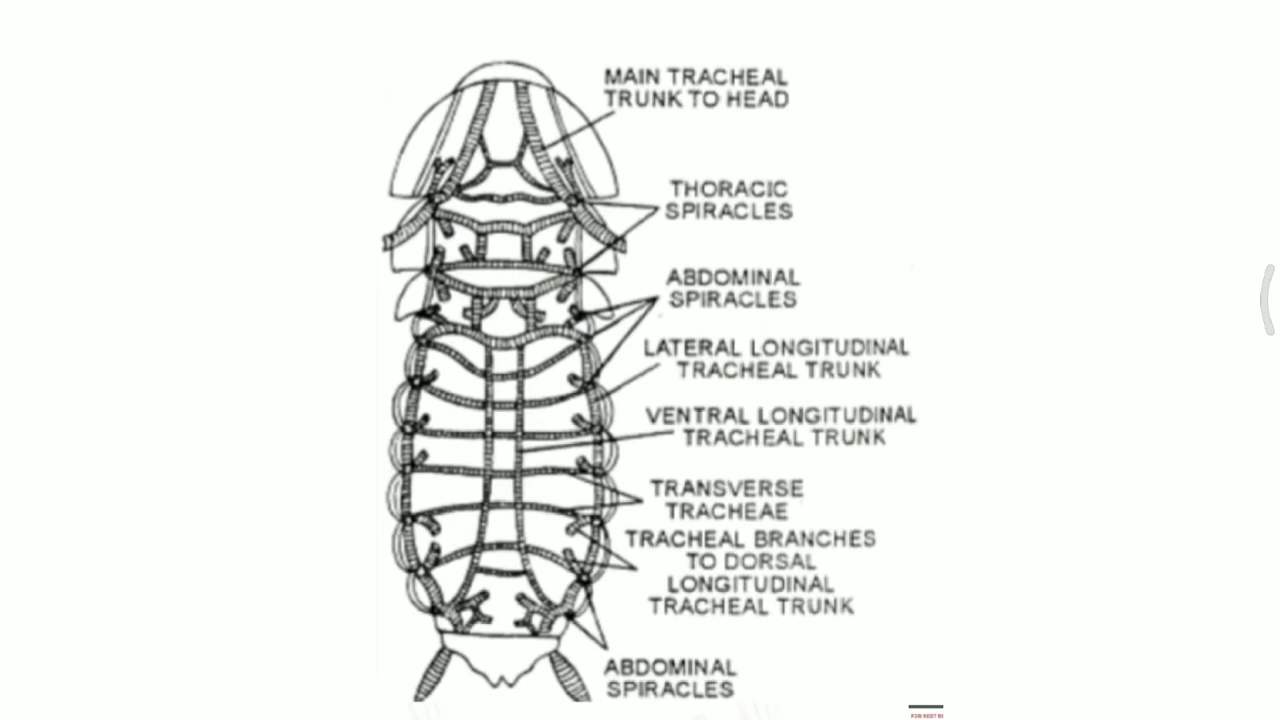 MAIN TRACHEAL
TRUNK TO HEAD
THORACIC
SPIRACLES
ABDOMINAL
SPIRACLES
LATERAL LONGITUDINAL
TRACHEAL TRUNK
VENTRAL LONGITUDINAL
TRACHEAL TRUNK
TRANSVERSE
TRACHEAE
TRACHEAL BRANCHES
TO DORSAL
LONGITUDINAL
TRACHEAL TRUNK
ABDOMINAL
SPIRACLES